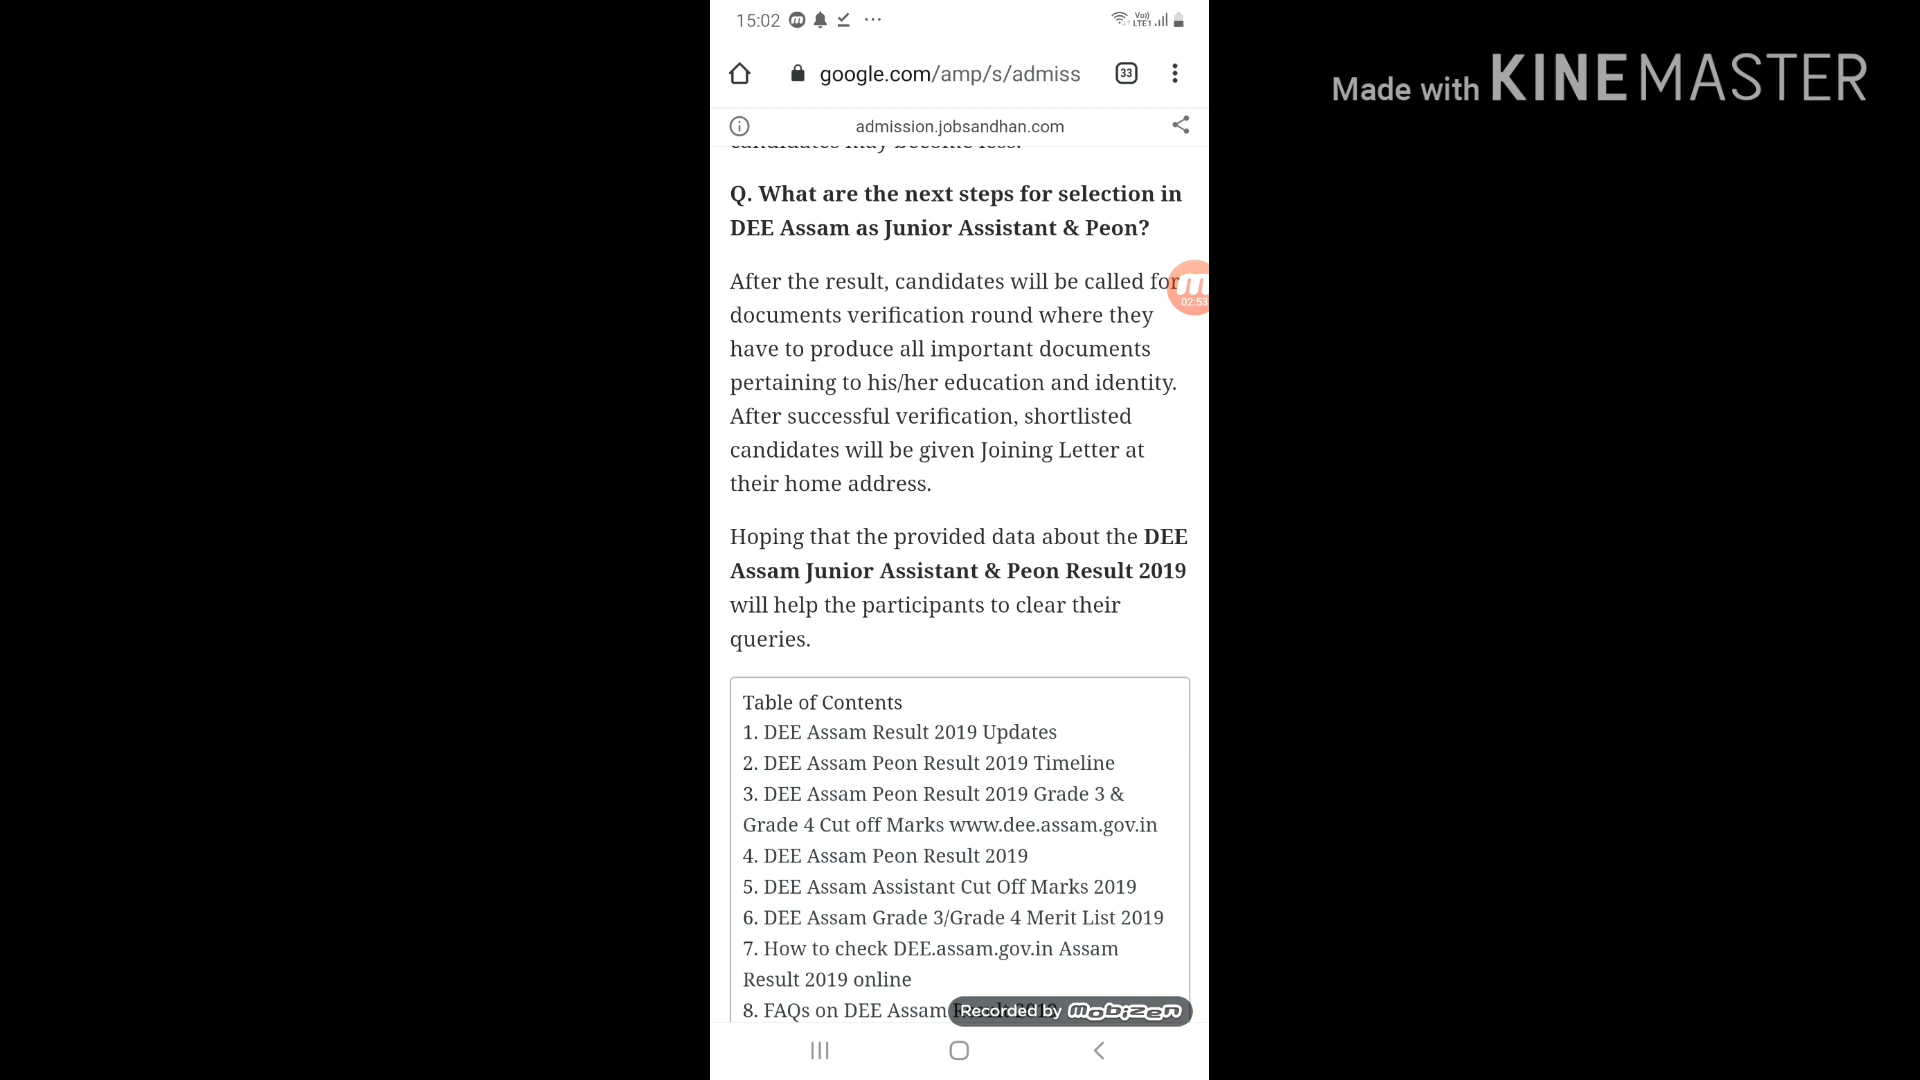 15:02
VoLTE1
google.com/amp/s/admiss
33
Made with KINEMASTER
admission.jobsandhan.com
candidates may become less.
Q. What are the next steps for selection in
DEE Assam as Junior Assistant & Peon?
After the result, candidates will be called for
02:53
documents verification round where they
have to produce all important documents
pertaining to his/her education and identity.
After successful verification, shortlisted
candidates will be given Joining Letter at
their home address.
Hoping that the provided data about the DEE
Assam Junior Assistant & Peon Result 2019
will help the participants to clear their
queries.
Table of Contents
1. DEE Assam Result 2019 Updates
2. DEE Assam Peon Result 2019 Timeline
3. DEE Assam Peon Result 2019 Grade 3 &
Grade 4 Cut off Marks www.dee.assam.gov.in
4. DEE Assam Peon Result 2019
5. DEE Assam Assistant Cut Off Marks 2019
6. DEE Assam Grade 3/Grade 4 Merit List 2019
7. How to check DEE.assam.gov.in Assam
Result 2019 online
8. FAQs on DEE Assam
Recorded by mobizen